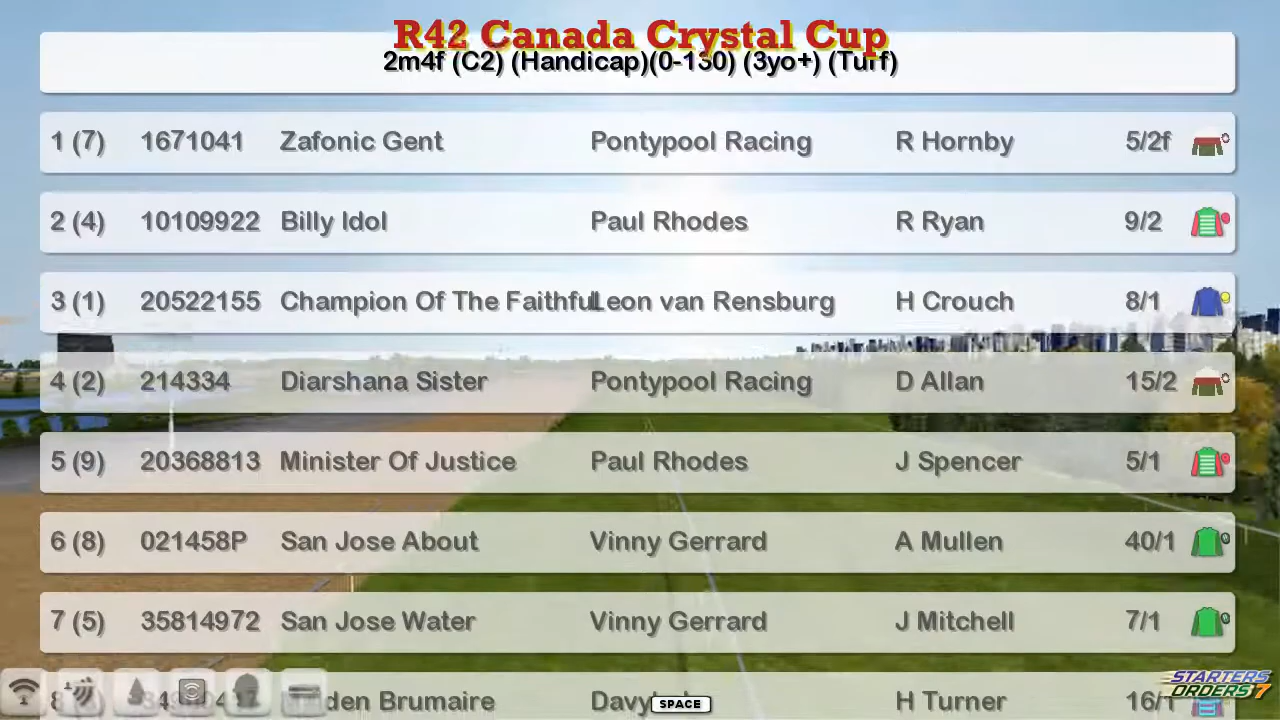 R42 Canada Crystal Cup
2m4f (C2) (Handicap)(0-130) (3yo+) (Turf)
1 (7) 1671041 Zafonic Gent Pontypool Racing R Hornby 5/2f
2 (4) 10109922 Billy Idol Paul Rhodes R Ryan 9/2
3 (1) 20522155 Champion Of The Faithful Leon van Rensburg H Crouch 8/1
4 (2) 214334 Diarshana Sister Pontypool Racing D Allan 15/2
5 (9) 20368813 Minister Of Justice Paul Rhodes J Spencer 5/1
6 (8) 021458P San Jose About Vinny Gerrard A Mullen 40/1
7 (5) 35814972 San Jose Water Vinny Gerrard J Mitchell 7/1
8 Brumaire H Turner 16/1
SPACE
STARTERS
ORDERS 7